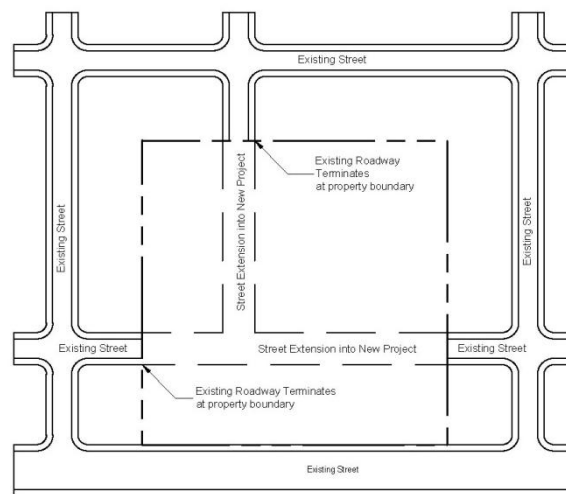 Existing Street
Existing Roadway
Terminates
at property boundary
Street Extension into New Project
Existing Street
Existing Street
Existing Street
Street Extension into New Project
Existing Street
Existing Roadway Terminates
at property boundary
Existing Street